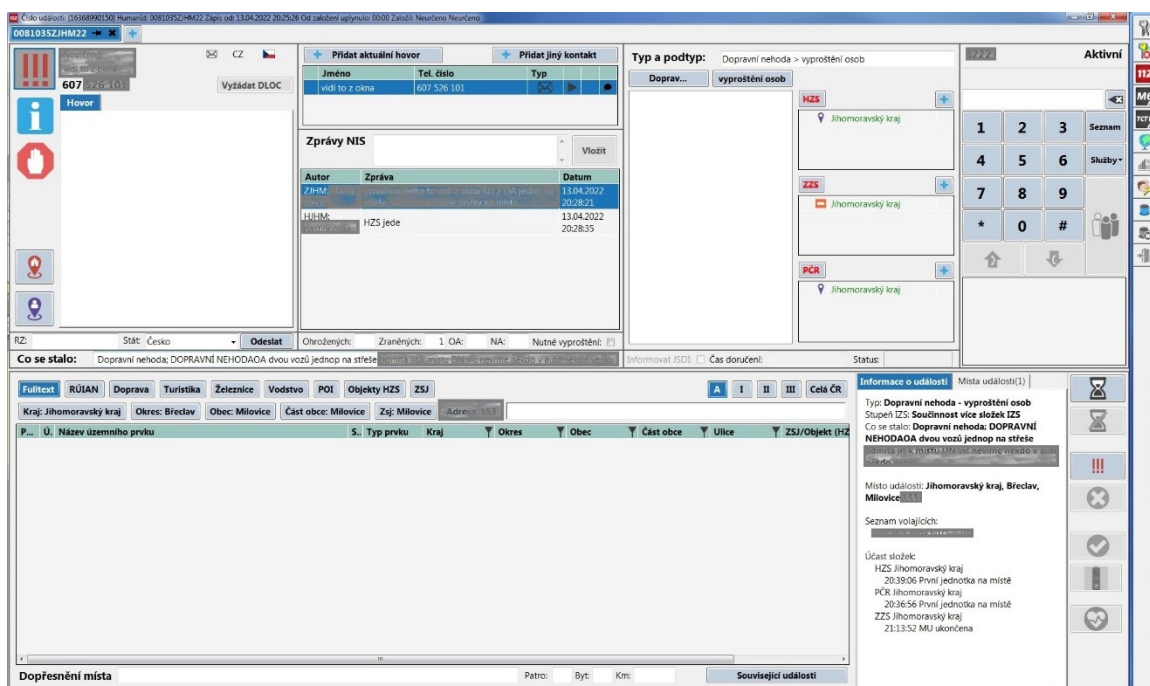 Číslo události: [16368990150] HumanId: 0081035ZJHM22 Zápis od: 13.04.2022 20:25:26 Od založení uplynulo: 00:00 Založil: Neurčeno Neurčeno
0081035ZJHM22
CZ
607
Vyžádat DLOC
Hovor
RZ: Stát: Česko Odeslat
Přidat aktuální hovor Přidat jiný kontakt
Jméno Tel. číslo Typ
vidí to z okna 607 526 101
Zprávy NIS
Vložit
Autor Zpráva Datum
ZJHM: 13.04.2022
20:28:21
HJHM: HZS jede 13.04.2022
20:28:35
Ohrožených: Zraněných: 1 OA: NA: Nutné vyproštění:
Typ a podtyp: Dopravní nehoda > vyproštění osob
Doprav... vyproštění osob
HZS
Jihomoravský kraj
ZZS
Jihomoravský kraj
PČR
Jihomoravský kraj
Aktivní
1 2 3 Seznam
4 5 6 Služby
7 8 9
* 0 #
112
Co se stalo: Dopravní nehoda; DOPRAVNÍ NEHODAOA dvou vozů jednop na střeše
Informovat JSDI: Čas doručení: Status:
Fulltext RÚIAN Doprava Turistika Železnice Vodstvo POI Objekty HZS ZSJ A I II III Celá ČR
Kraj: Jihomoravský kraj Okres: Břeclav Obec: Milovice Část obce: Milovice Zsj: Milovice
P... Ú. Název územního prvku S.. Typ prvku Kraj Okres Obec Část obce Ulice ZSJ/Objekt (HZ
Dopřesnění místa Patro: Byt: Km: Související události
Informace o události Místa události(1)
Typ: Dopravní nehoda - vyproštění osob
Stupeň IZS: Součinnost více složek IZS
Co se stalo: Dopravní nehoda; DOPRAVNÍ
NEHODAOA dvou vozů jednop na střeše
Místo události: Jihomoravský kraj, Břeclav,
Milovice
Seznam volajících:
Účast složek:
HZS Jihomoravský kraj
20:39:06 První jednotka na místě
PČR Jihomoravský kraj
20:36:56 První jednotka na místě
ZZS Jihomoravský kraj
21:13:52 MU ukončena